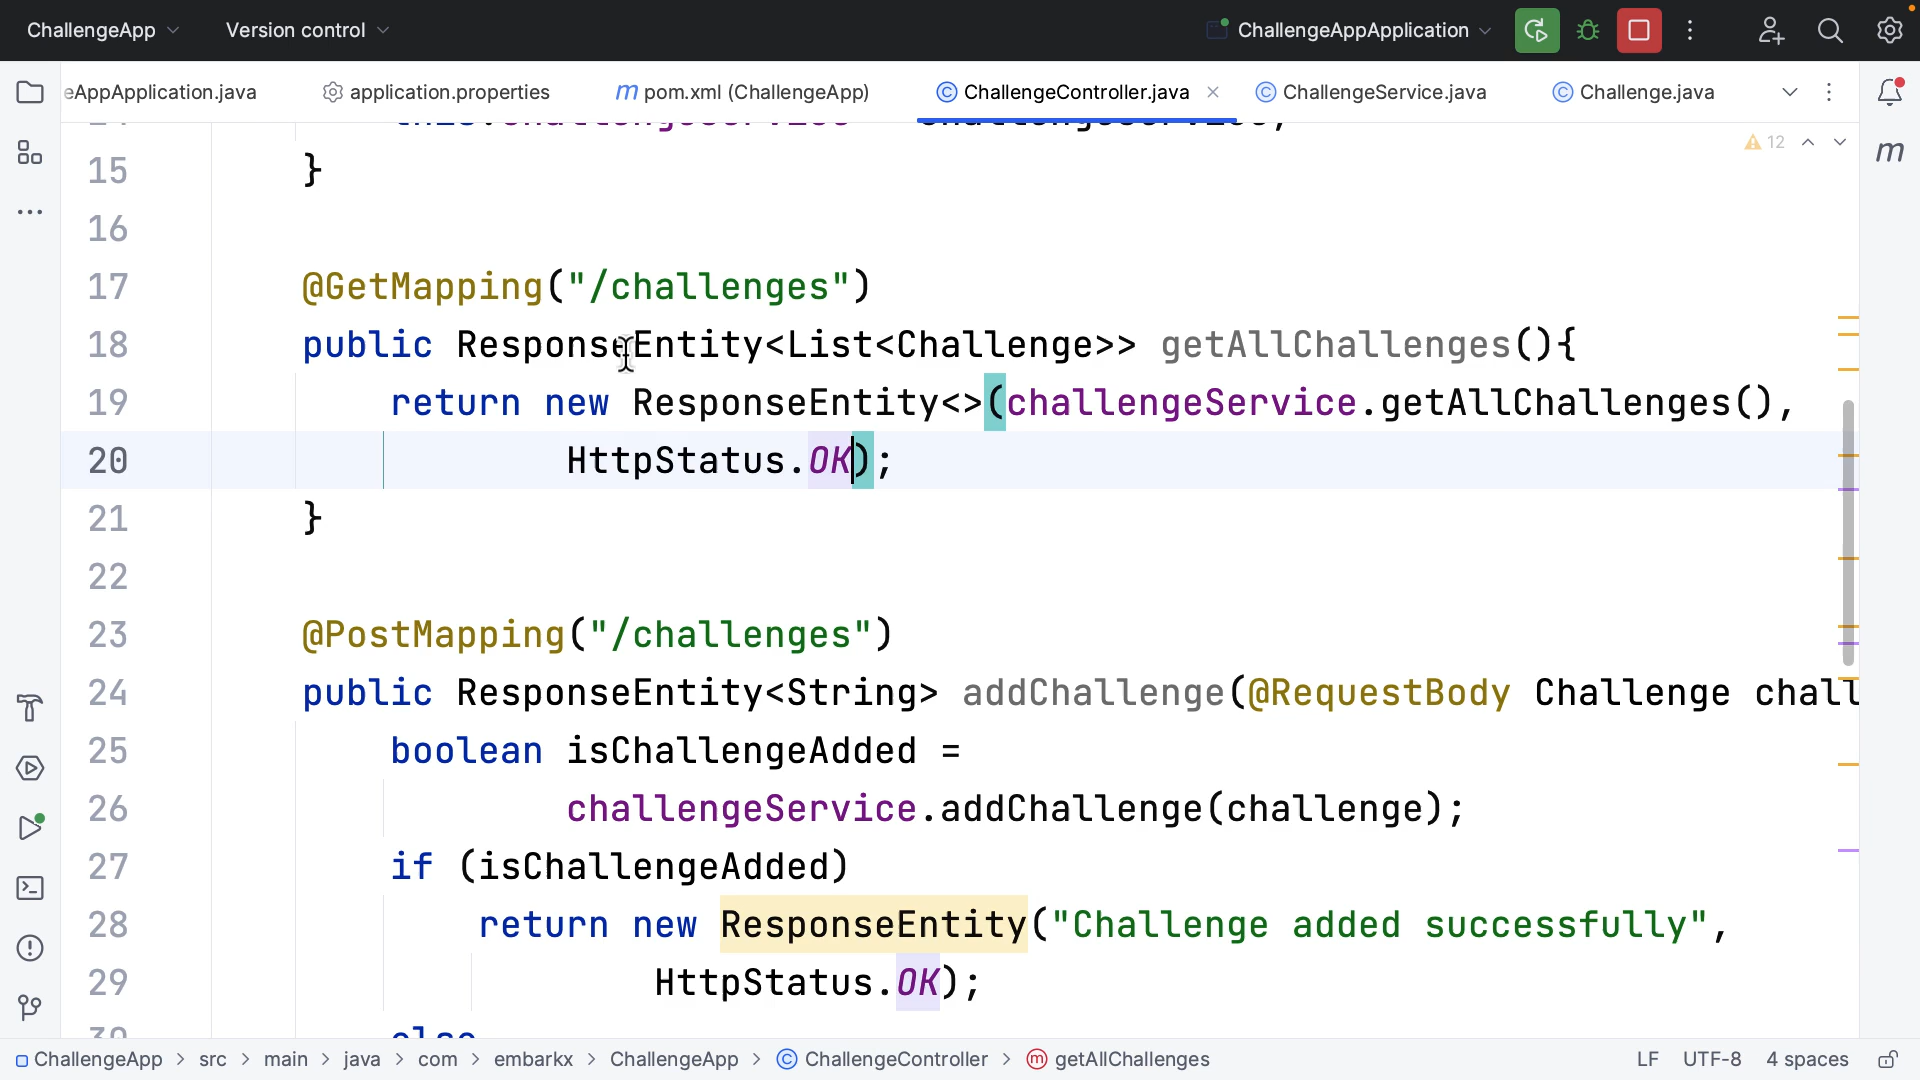 ChallengeApp
Version control
ChallengeAppApplication
eAppApplication.java
application.properties
m pom.xml (ChallengeApp)
C ChallengeController.java
C ChallengeService.java
C Challenge.java
m
12
15 }
16
17 @GetMapping("/challenges")
18 public ResponseEntity<List<Challenge>> getAllChallenges(){
19 return new ResponseEntity<>(challengeService.getAllChallenges(),
20 HttpStatus.OK);
21 }
22
23 @PostMapping("/challenges")
24 public ResponseEntity<String> addChallenge(@RequestBody Challenge chall
25 boolean isChallengeAdded =
26 challengeService.addChallenge(challenge);
27 if (isChallengeAdded)
28 return new ResponseEntity("Challenge added successfully",
29 HttpStatus.OK);
ChallengeApp > src > main > java > com > embarkx > ChallengeApp > C ChallengeController > m getAllChallenges
LF UTF-8 4 spaces